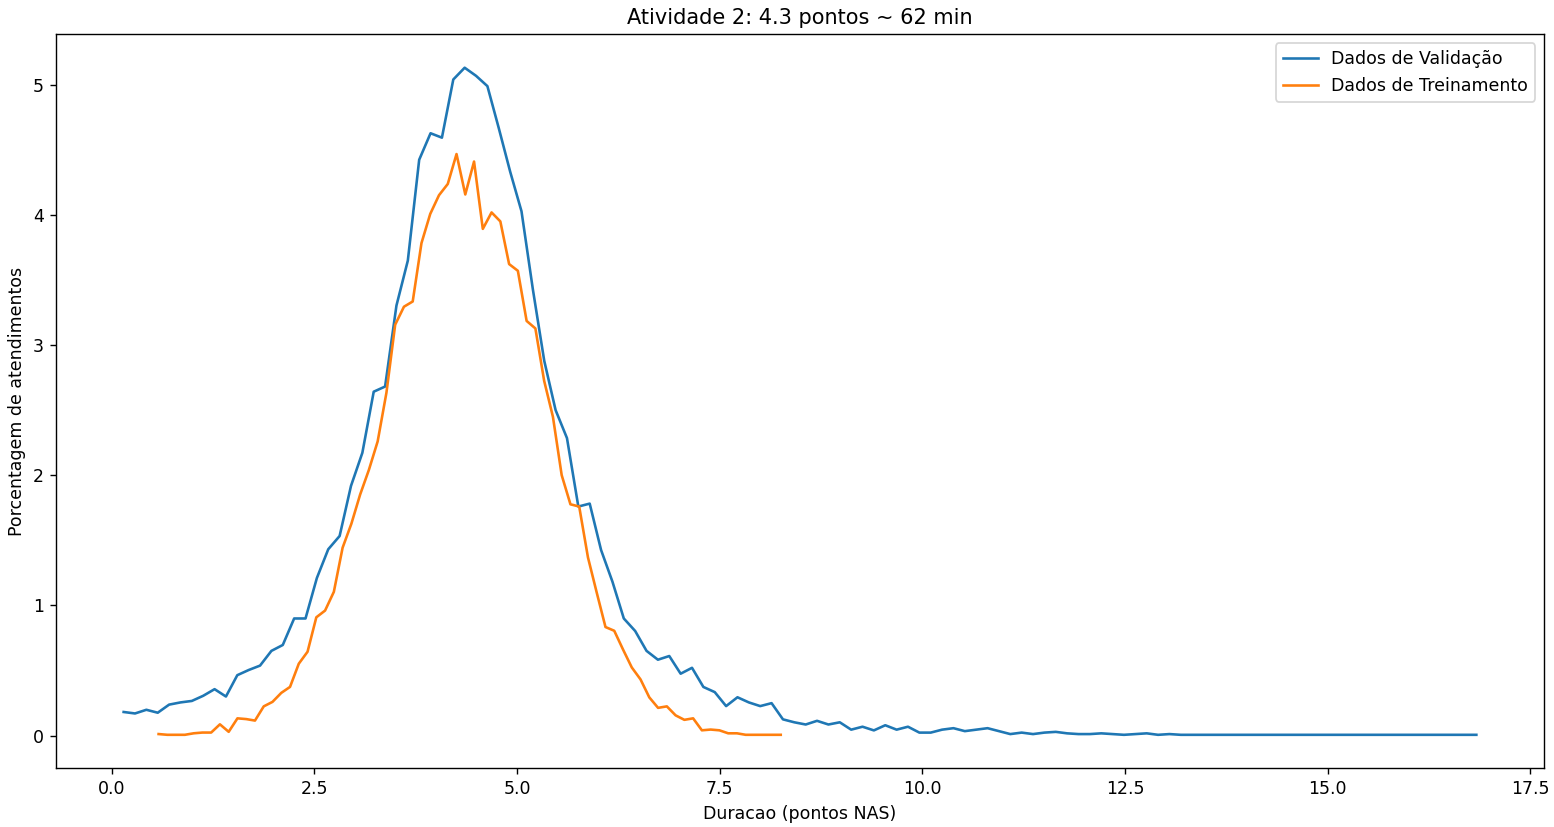 Atividade 2: 4.3 pontos ~ 62 min
Dados de Validação
Dados de Treinamento
Porcentagem de atendimentos
5
4
3
2
1
0
0.0 2.5 5.0 7.5 10.0 12.5 15.0 17.5
Duracao (pontos NAS)